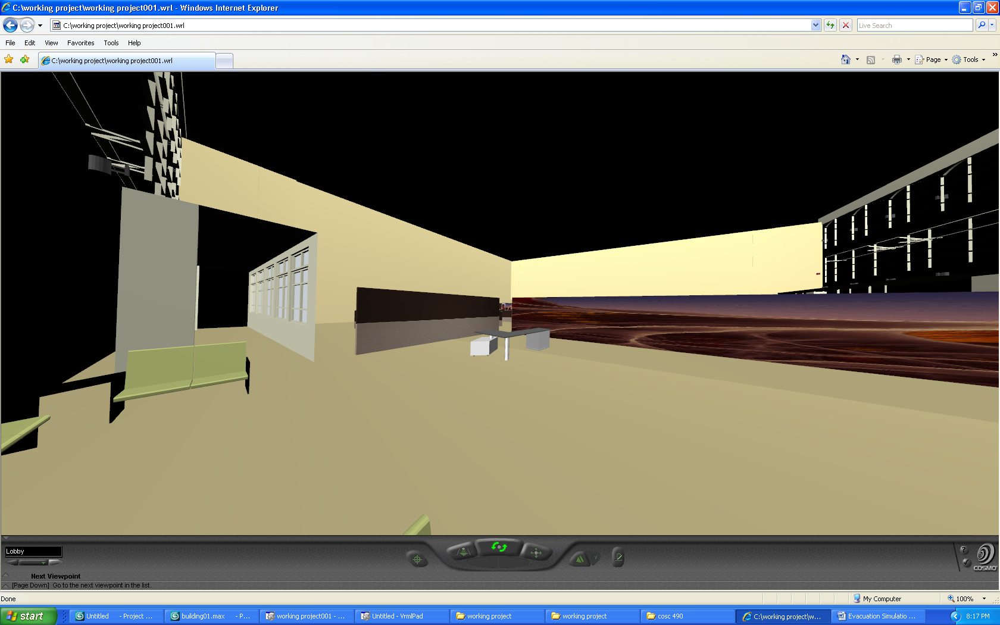 C:\working project\working project001.wrl - Windows Internet Explorer
C:\working project\working project001.wrl
Live Search
File Edit View Favorites Tools Help
C:\working project\working project001.wrl
Page Tools
Lobby
COSMO
Next Viewpoint
[Page Down] Go to the next viewpoint in the list.
Done
My Computer
100%
start
Untitled - Project ...
building01.max - P...
working project001 - ...
Untitled - VrmlPad
working project
working project
cosc 490
C:\working project\w...
Evacuation Simulatio ...
8:17 PM